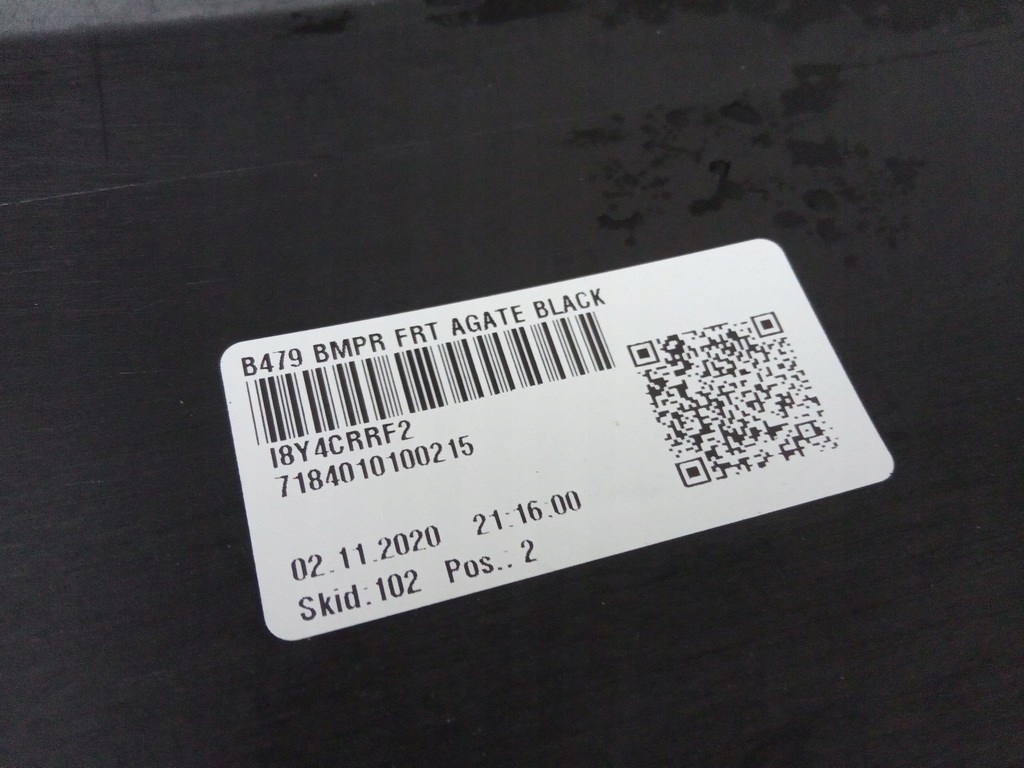 B479 BMPR FRT AGATE BLACK
I8Y4CRRF2
7184010100215
02.11.2020 21:16:00
Skid:102 Pos.: 2